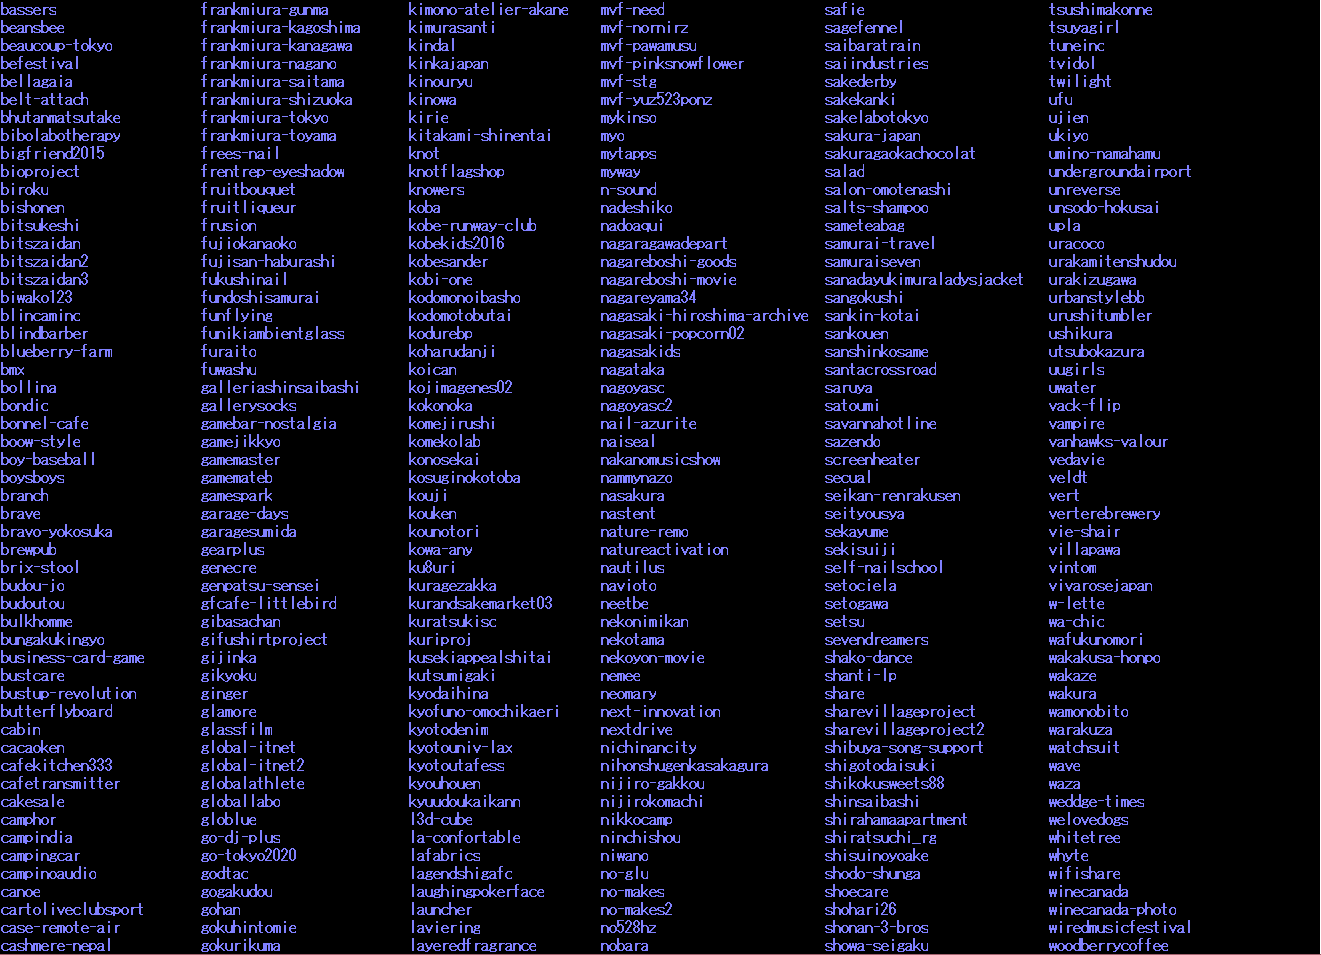 bassers frankmiura-gunma kimono-atelier-akane mvf-need safie tsushimakonne
beansbee frankmiura-kagoshima kimurasanti mvf-nornirz sagefennel tsuyagirl
beaucoup-tokyo frankmiura-kanagawa kindal mvf-pawamusu saibaratrain tuneinc
befestival frankmiura-nagano kinkajapan mvf-pinksnowflower saiindustries tvidol
bellagaia frankmiura-saitama kinouryu mvf-stg sakederby twilight
belt-attach frankmiura-shizuoka kinowa mvf-yuz523ponz sakekanki ufu
bhutanmatsutake frankmiura-tokyo kirie mykinso sakelabotokyo ujien
bibolabotherapy frankmiura-toyama kitakami-shinentai myo sakura-japan ukiyo
bigfriend2015 frees-nail knot mytapps sakuragaokachocolat umino-namahamu
bioproject frentrep-eyeshadow knotflagshop myway salad undergroundairport
biroku fruitbouquet knowers n-sound salon-omotenashi unreverse
bishonen fruitliqueur koba nadeshiko salts-shampoo unsodo-hokusai
bitsukeshi frusion kobe-runway-club nadoaqui sameteabag upla
bitszaidan fujiokanaoko kobekids2016 nagaragawadepart samurai-travel uracoco
bitszaidan2 fujisan-haburashi kobesander nagareboshi-goods samuraiseven urakamitenshudou
bitszaidan3 fukushinail kobi-one nagareboshi-movie sanadayukimuraladysjacket urakizugawa
biwako123 fundoshisamurai kodomonoibasho nagareyama34 sangokushi urbanstylebb
blincaminc funflying kodomotobutai nagasaki-hiroshima-archive sankin-kotai urushitumbler
blindbarber funikiambientglass kodurebp nagasaki-popcorn02 sankouen ushikura
blueberry-farm furaito koharudanji nagasakids sanshinkosame utsubokazura
bmx fuwashu koican nagataka santacrossroad uugirls
bollina galleriashinsaibashi kojimagenes02 nagoyasc saruya uwater
bondic gallerysocks kokonoka nagoyasc2 satoumi vack-flip
bonnel-cafe gamebar-nostalgia komejirushi nail-azurite savannahotline vampire
boow-style gamejikkyo komekolab naiseal sazendo vanhawks-valour
boy-baseball gamemaster konosekai nakanomusicshow screenheater vedavie
boysboys gamemateb kosuginokotoba nammynazo secual veldt
branch gamespark kouji nasakura seikan-renrakusen vert
brave garage-days kouken nastent seityousya verterebrewery
bravo-yokosuka garagesumida kounotori nature-remo sekayume vie-shair
brewpub gearplus kowa-any natureactivation sekisuiji villapawa
brix-stool genecre ku8uri nautilus self-nailschool vintom
budou-jo genpatsu-sensei kuragezakka navioto setociela vivarosejapan
budoutou gfcafe-littlebird kurandsakemarket03 neetbe setogawa w-lette
bulkhomme gibasachan kuratsukisc nekonimikan setsu wa-chic
bungakukingyo gifushirtproject kuriproj nekotama sevendreamers wafukunomori
business-card-game gijinka kusekiappealshitai nekoyon-movie shako-dance wakakusa-honpo
bustcare gikyoku kutsumigaki nemee shanti-lp wakaze
bustup-revolution ginger kyodaihina neomary share wakura
butterflyboard glamore kyofuno-omochikaeri next-innovation sharevillageproject wamonobito
cabin glassfilm kyotodenim nextdrive sharevillageproject2 warakuza
cacaoken global-itnet kyotouniv-lax nichinancity shibuya-song-support watchsuit
cafekitchen333 global-itnet2 kyotoutafess nihonshugenkasakagura shigotodaisuki wave
cafetransmitter globalathlete kyouhouen nijiro-gakkou shikokusweets88 waza
cakesale globallabo kyuudoukaikann nijirokomachi shinsaibashi weddge-times
camphor globlue l3d-cube nikkocamp shirahamaapartment welovedogs
campindia go-dj-plus la-confortable ninchishou shiratsuchi_rg whitetree
campingcar go-tokyo2020 lafabrics niwano shisuinoyoake whyte
campinoaudio godtac lagendshigafc no-glu shodo-shunga wifishare
canoe gogakudou laughingpokerface no-makes shoecare winecanada
cartoliveclubsport gohan launcher no-makes2 shohari26 winecanada-photo
case-remote-air gokuhintomie laviering no528hz shonan-3-bros wiredmusicfestival
cashmere-nepal gokurikuma layeredfragrance nobara showa-seigaku woodberrycoffee